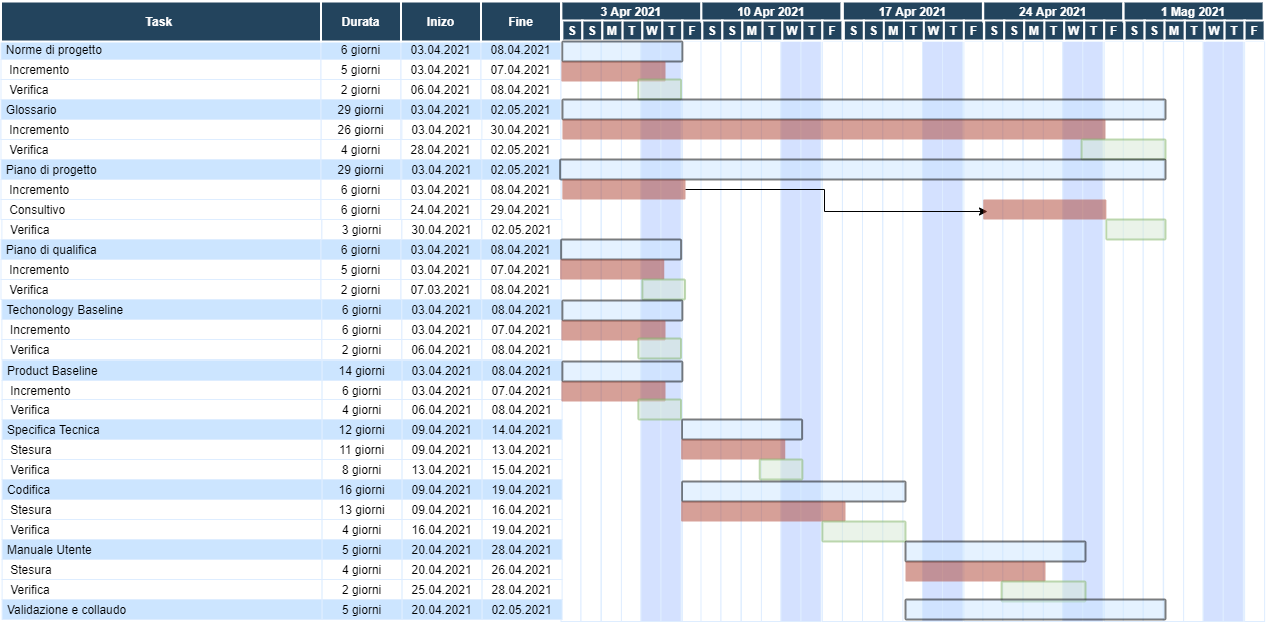 Task Durata Inizo Fine 3 Apr 2021 10 Apr 2021 17 Apr 2021 24 Apr 2021 1 Mag 2021
S S M T W T F S S M T W T F S S M T W T F S S M T W T F S S M T W T F
Norme di progetto 6 giorni 03.04.2021 08.04.2021
Incremento 5 giorni 03.04.2021 07.04.2021
Verifica 2 giorni 06.04.2021 08.04.2021
Glossario 29 giorni 03.04.2021 02.05.2021
Incremento 26 giorni 03.04.2021 30.04.2021
Verifica 4 giorni 28.04.2021 02.05.2021
Piano di progetto 29 giorni 03.04.2021 02.05.2021
Incremento 6 giorni 03.04.2021 08.04.2021
Consultivo 6 giorni 24.04.2021 29.04.2021
Verifica 3 giorni 30.04.2021 02.05.2021
Piano di qualifica 6 giorni 03.04.2021 08.04.2021
Incremento 5 giorni 03.04.2021 07.04.2021
Verifica 2 giorni 07.03.2021 08.04.2021
Techonology Baseline 6 giorni 03.04.2021 08.04.2021
Incremento 6 giorni 03.04.2021 07.04.2021
Verifica 2 giorni 06.04.2021 08.04.2021
Product Baseline 14 giorni 03.04.2021 08.04.2021
Incremento 6 giorni 03.04.2021 07.04.2021
Verifica 4 giorni 06.04.2021 08.04.2021
Specifica Tecnica 12 giorni 09.04.2021 14.04.2021
Stesura 11 giorni 09.04.2021 13.04.2021
Verifica 8 giorni 13.04.2021 15.04.2021
Codifica 16 giorni 09.04.2021 19.04.2021
Stesura 13 giorni 09.04.2021 16.04.2021
Verifica 4 giorni 16.04.2021 19.04.2021
Manuale Utente 5 giorni 20.04.2021 28.04.2021
Stesura 4 giorni 20.04.2021 26.04.2021
Verifica 2 giorni 25.04.2021 28.04.2021
Validazione e collaudo 5 giorni 20.04.2021 02.05.2021